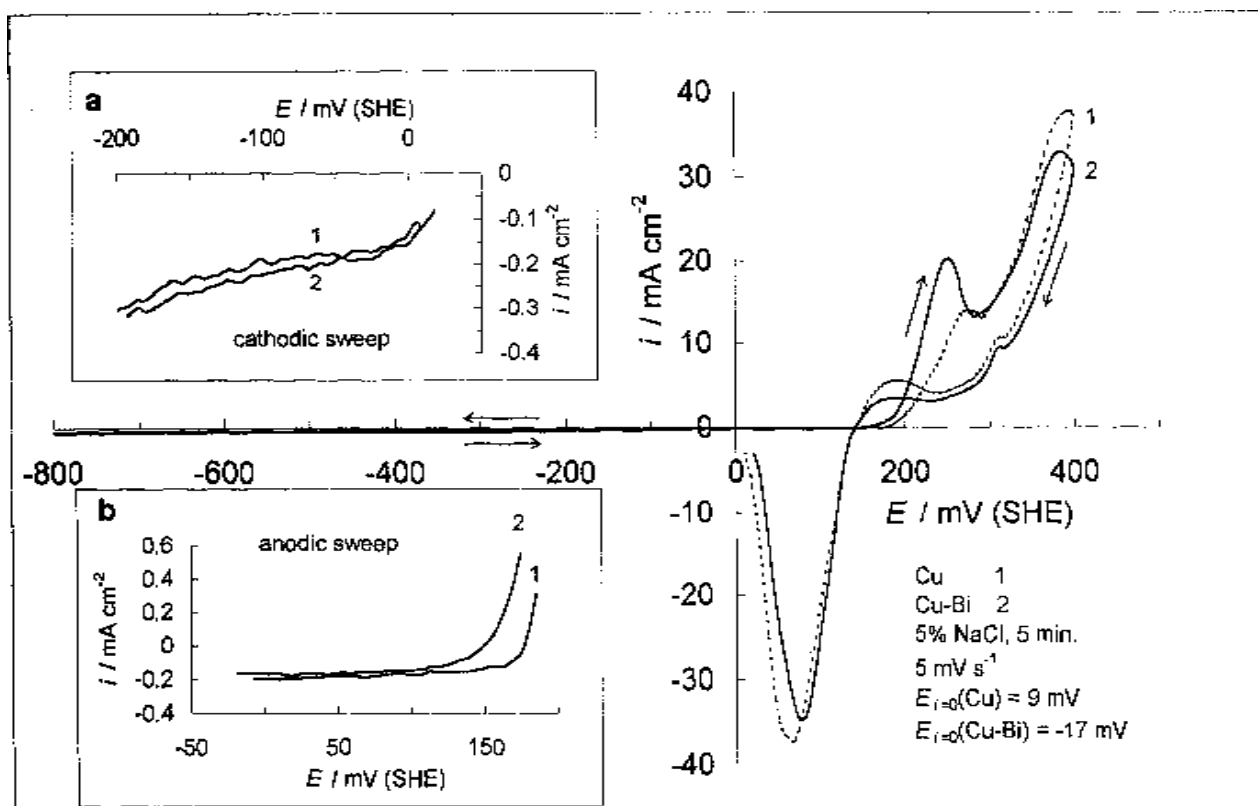 a
E / mV (SHE)
-200 -100 0
0
-0.1
-0.2
-0.3
-0.4
i / mA cm⁻²
1
2
cathodic sweep
40
30
20
10
0
-10
-20
-30
-40
i / mA cm⁻²
1
2
-800 -600 -400 -200 0 200 400
E / mV (SHE)
b
anodic sweep
2
1
0,6
0,4
0,2
0
-0.2
-0.4
i / mA cm⁻²
-50 50 150
E / mV (SHE)
Cu 1
Cu-Bi 2
5% NaCl, 5 min.
5 mV s⁻¹
E i=0(Cu) = 9 mV
E i=0(Cu-Bi) = -17 mV